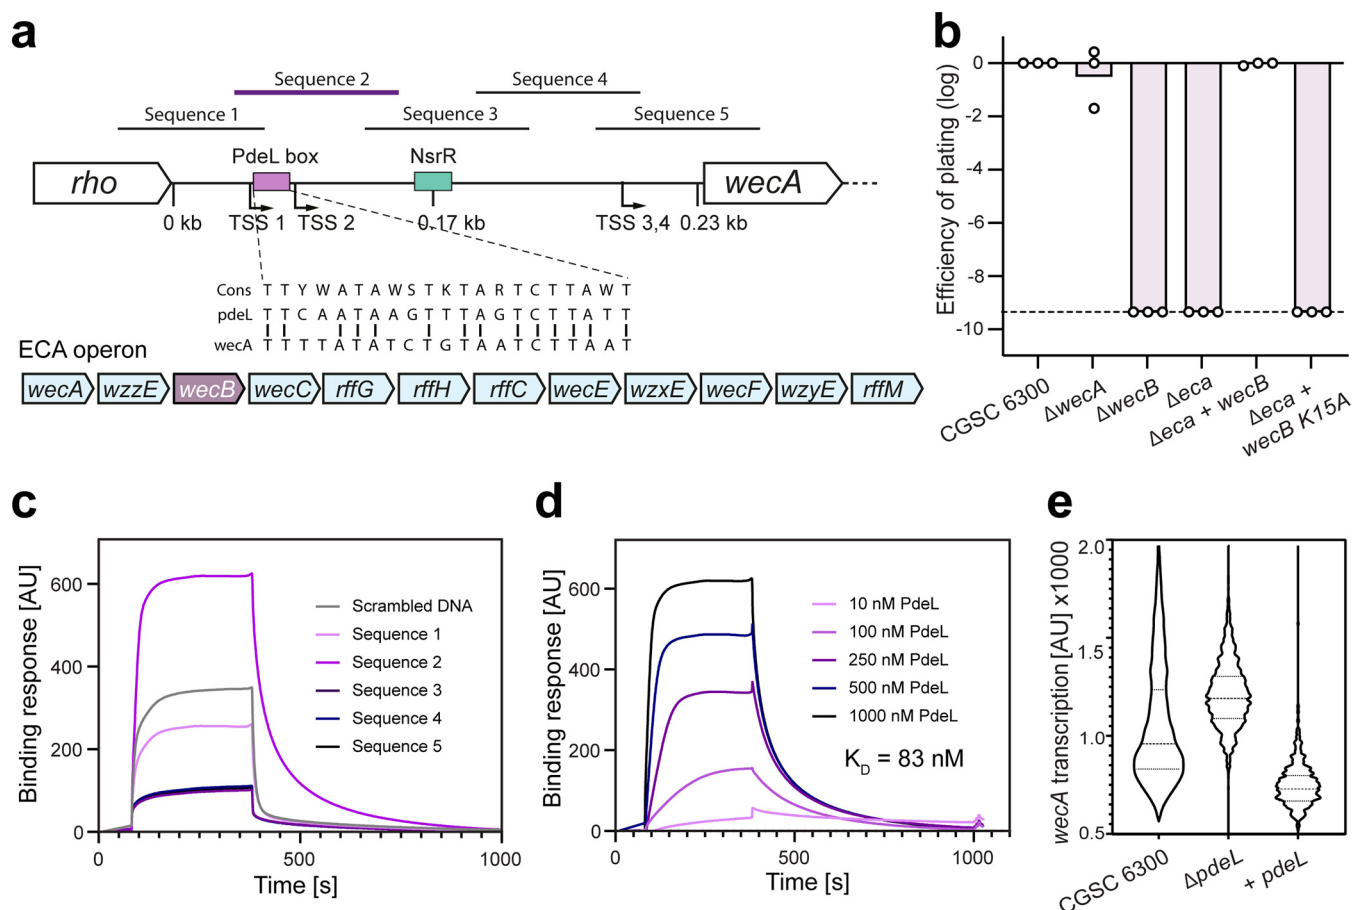 a
Sequence 2
Sequence 4
Sequence 1
Sequence 3
Sequence 5
PdeL box
NsrR
rho
wecA
0 kb
TSS 1
TSS 2
0.17 kb
TSS 3,4
0.23 kb
Cons T T Y W A T A W S T K T A R T C T T A W T
pdeL T T C A A T A A G T T T A G T C T T A T T
wecA T T T T A T A T C T G T A A T C T T A A T
ECA operon
wecA wzzE wecB wecC rffG rffH rffC wecE wzxE wecF wzyE rffM
b
Efficiency of plating (log)
0
-2
-4
-6
-8
-10
CGSC 6300
ΔwecA
ΔwecB
Δeca
Δeca + wecB
Δeca +
wecB K15A
c
Binding response [AU]
600
400
200
0
0
500
1000
Time [s]
Scrambled DNA
Sequence 1
Sequence 2
Sequence 3
Sequence 4
Sequence 5
d
Binding response [AU]
600
400
200
0
0
500
1000
Time [s]
10 nM PdeL
100 nM PdeL
250 nM PdeL
500 nM PdeL
1000 nM PdeL
KD = 83 nM
e
wecA transcription [AU] x1000
2.0
1.5
1.0
0.5
CGSC 6300
ΔpdeL
+ pdeL